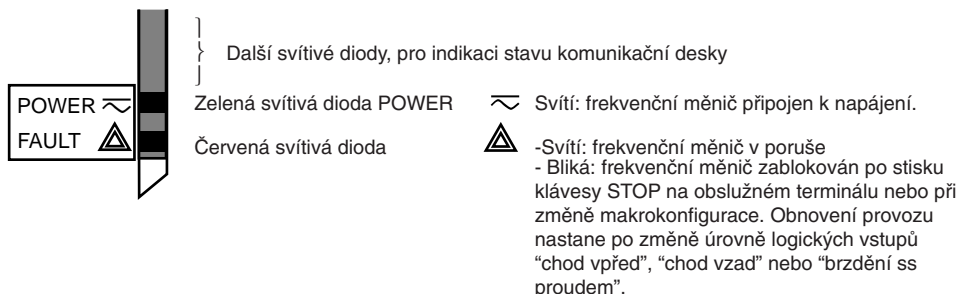 Další svítivé diody, pro indikaci stavu komunikační desky
POWER
Zelená svítivá dioda POWER
Svítí: frekvenční měnič připojen k napájení.
FAULT
Červená svítivá dioda
-Svítí: frekvenční měnič v poruše
- Bliká: frekvenční měnič zablokován po stisku
klávesy STOP na obslužném terminálu nebo při
změně makrokonfigurace. Obnovení provozu
nastane po změně úrovně logických vstupů
“chod vpřed”, “chod vzad” nebo “brzdění ss
proudem”.